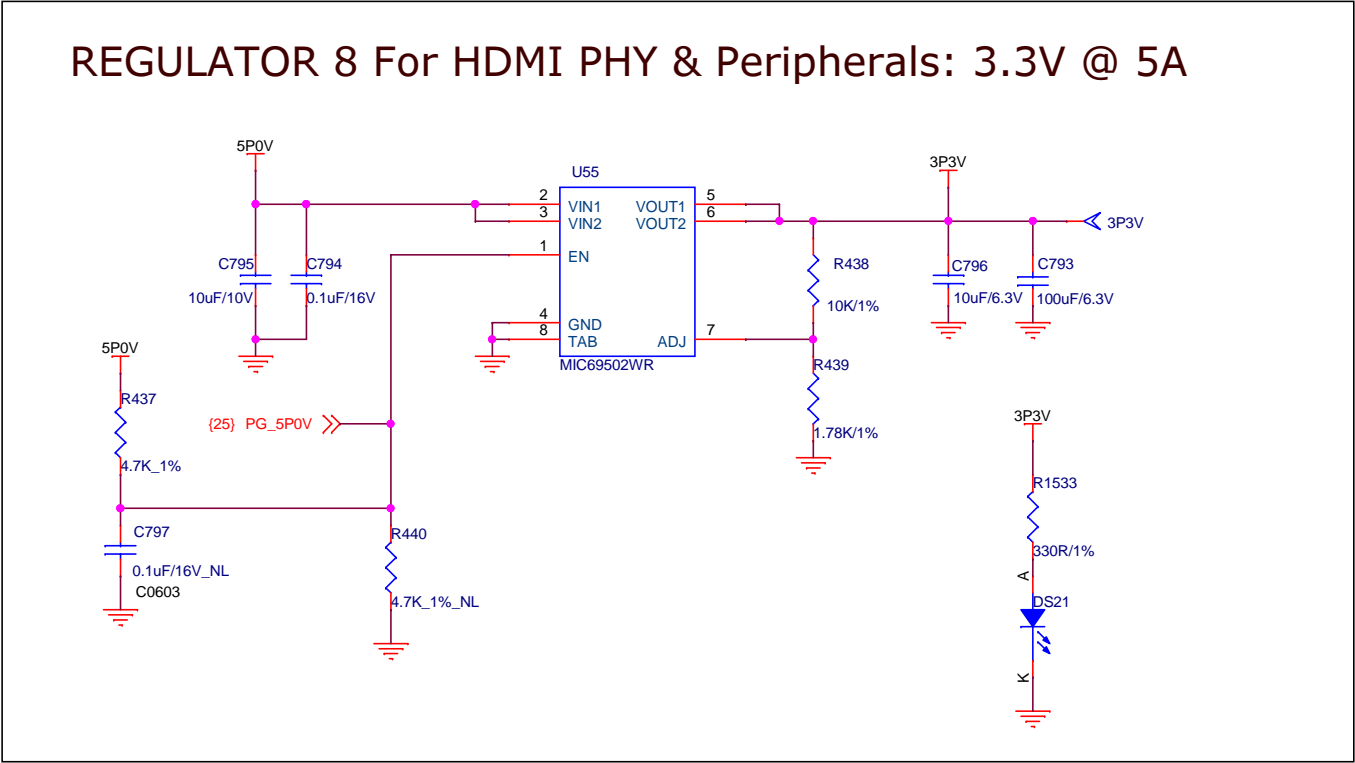 REGULATOR 8 For HDMI PHY & Peripherals: 3.3V @ 5A
5P0V
U55
3P3V
2
VIN1
VOUT1
5
3
VIN2
VOUT2
6
3P3V
1
EN
C795
C794
R438
C796
C793
10uF/10V
0.1uF/16V
10K/1%
10uF/6.3V
100uF/6.3V
4
GND
8
TAB
ADJ
7
MIC69502WR
5P0V
R439
R437
{25} PG_5P0V
1.78K/1%
3P3V
4.7K_1%
R1533
C797
R440
330R/1%
0.1uF/16V_NL
C0603
4.7K_1%_NL
A
DS21
K